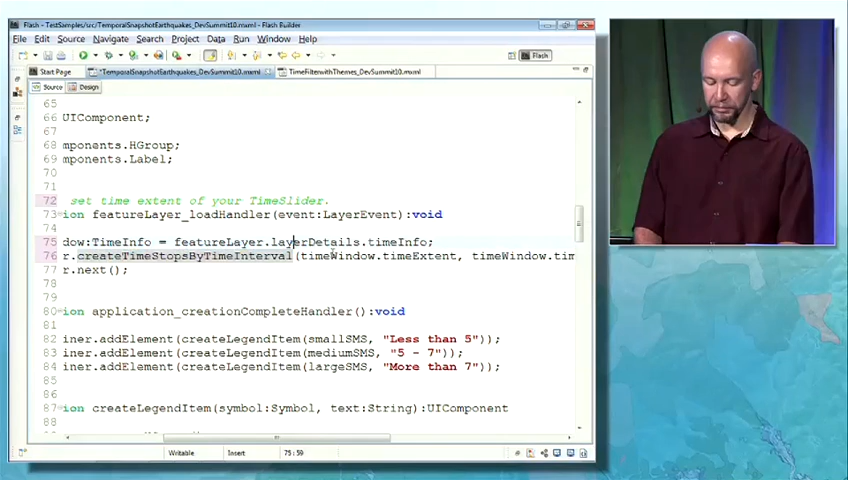 Flash - TestSamples/src/TemporalSnapshotEarthquakes_DevSummit10.mxml - Flash Builder
File Edit Source Navigate Search Project Data Run Window Help
Flash
Start Page *TemporalSnapshotEarthquakes_DevSummit10.mxml TimeFilterwithThemes_DevSummit10.mxml
Source Design
65
66 UIComponent;
67
68 mponents.HGroup;
69 mponents.Label;
70
71
72 set time extent of your TimeSlider.
73 ion featureLayer_loadHandler(event:LayerEvent):void
74
75 dow:TimeInfo = featureLayer.layerDetails.timeInfo;
76 r.createTimeStopsByTimeInterval(timeWindow.timeExtent, timeWindow.tim
77 r.next();
78
79
80 ion application_creationCompleteHandler():void
81
82 iner.addElement(createLegendItem(smallSMS, "Less than 5"));
83 iner.addElement(createLegendItem(mediumSMS, "5 - 7"));
84 iner.addElement(createLegendItem(largeSMS, "More than 7"));
85
86
87 ion createLegendItem(symbol:Symbol, text:String):UIComponent
88
Writable Insert 75 : 59